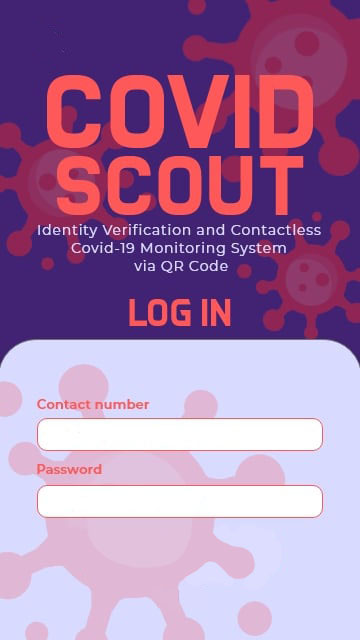 COVID
SCOUT
Identity Verification and Contactless
Covid-19 Monitoring System
via QR Code
LOG IN
Contact number
Password